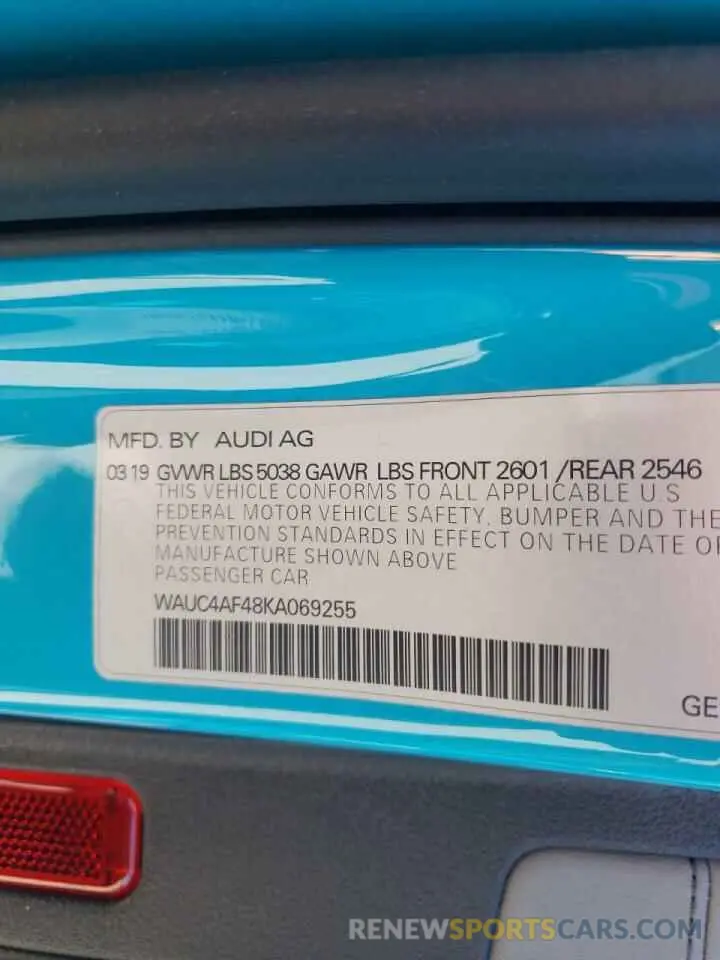 MFD. BY AUDI AG
03 19 GVWR LBS 5038 GAWR LBS FRONT 2601 /REAR 2546
THIS VEHICLE CONFORMS TO ALL APPLICABLE U.S
FEDERAL MOTOR VEHICLE SAFETY, BUMPER AND THE
PREVENTION STANDARDS IN EFFECT ON THE DATE OF
MANUFACTURE SHOWN ABOVE
PASSENGER CAR
WAUC4AF48KA069255
GE
RENEWSPORTSCARS.COM